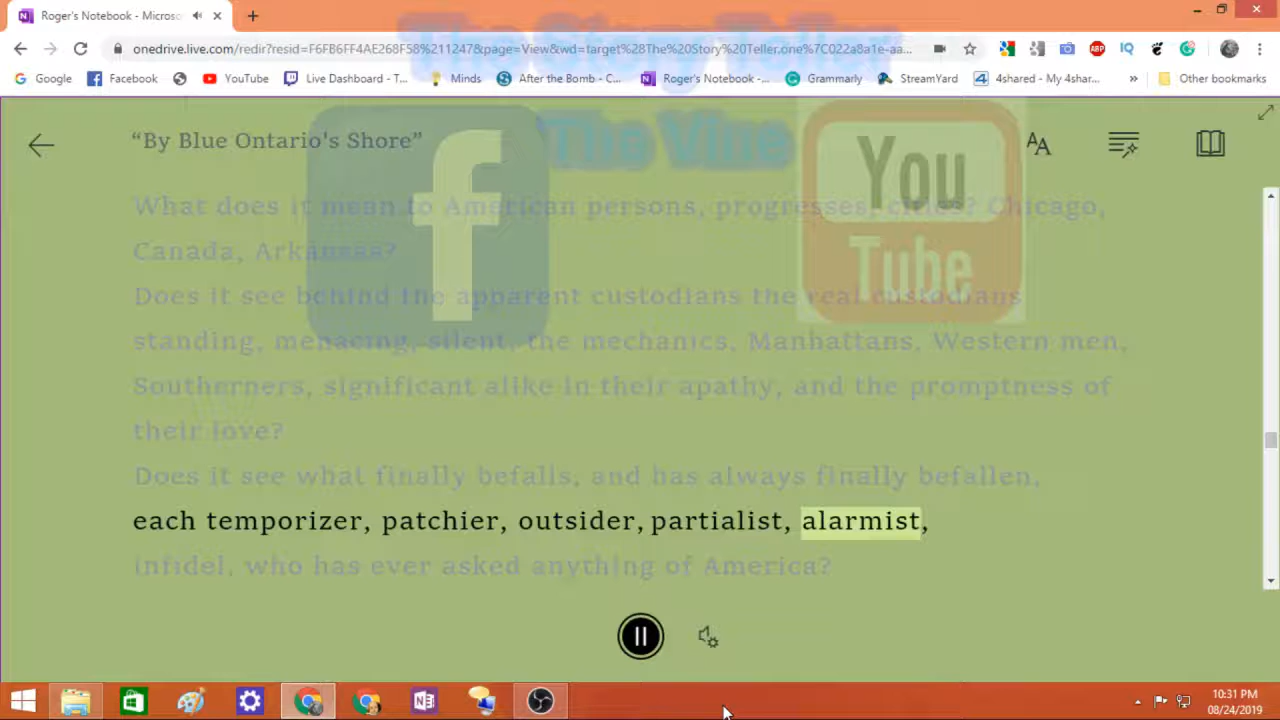 Roger's Notebook - Microsc
onedrive.live.com/redir?resid=F6FB6FF4AE268F58%211247&page=View&wd=target%28The%20Story%20Teller.one%7C022a8a1e-aa...
Google Facebook YouTube Live Dashboard - T... Minds After the Bomb - C... Roger's Notebook -... Grammarly StreamYard 4shared - My 4shar... » Other bookmarks
The Story Teller
The Vine
“By Blue Ontario's Shore”
You
Tube
What does it mean to American persons, progresses, cities? Chicago,
Canada, Arkansas?
Does it see behind the apparent custodians the real custodians
standing, menacing, silent, the mechanics, Manhattans, Western men,
Southerners, significant alike in their apathy, and the promptness of
their love?
Does it see what finally befalls, and has always finally befallen,
each temporizer, patchier, outsider, partialist, alarmist,
infidel, who has ever asked anything of America?
10:31 PM
08/24/2019